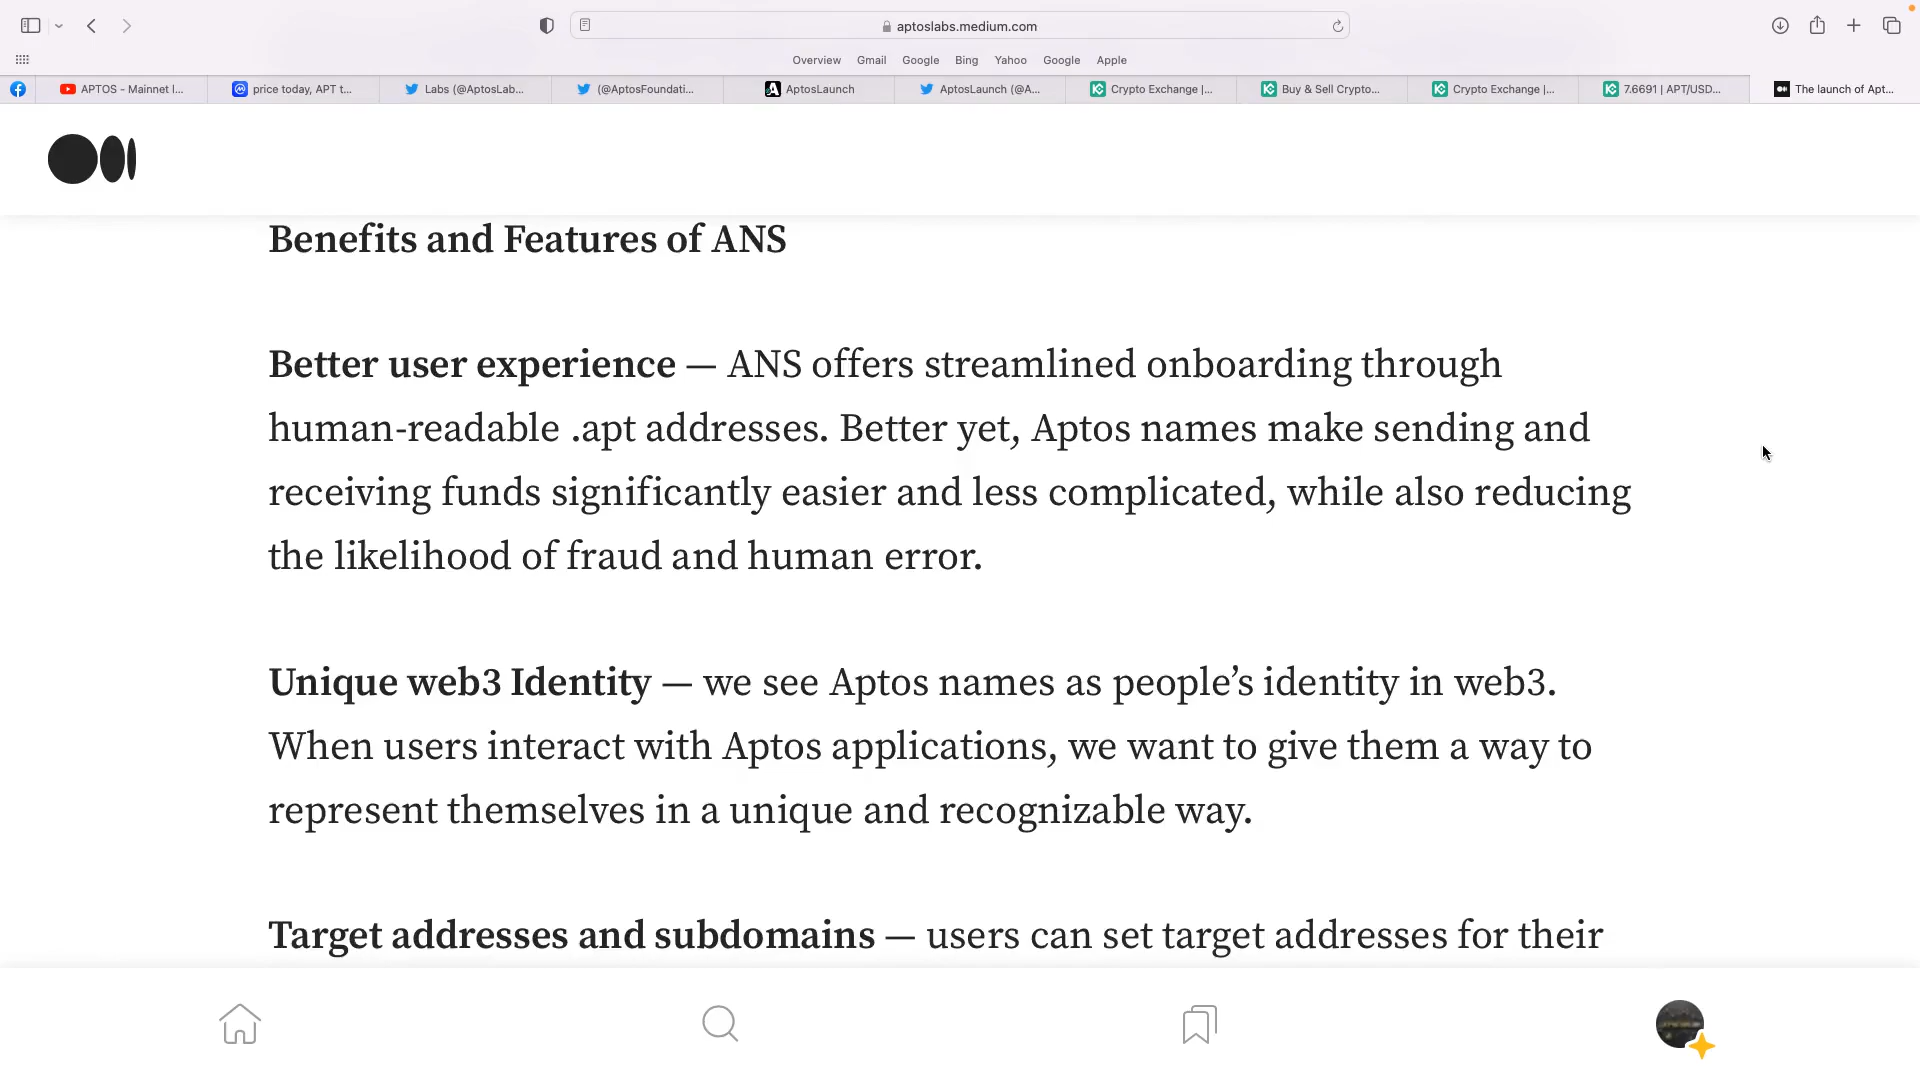 aptoslabs.medium.com
Overview Gmail Google Bing Yahoo Google Apple
APTOS - Mainnet I... price today, APT t... Labs (@AptosLab... (@AptosFoundati... AptosLaunch AptosLaunch (@A... Crypto Exchange |... Buy & Sell Crypto... Crypto Exchange |... 7.6691 | APT/USD... The launch of Apt...
Benefits and Features of ANS
Better user experience — ANS offers streamlined onboarding through
human-readable .apt addresses. Better yet, Aptos names make sending and
receiving funds significantly easier and less complicated, while also reducing
the likelihood of fraud and human error.
Unique web3 Identity — we see Aptos names as people’s identity in web3.
When users interact with Aptos applications, we want to give them a way to
represent themselves in a unique and recognizable way.
Target addresses and subdomains — users can set target addresses for their